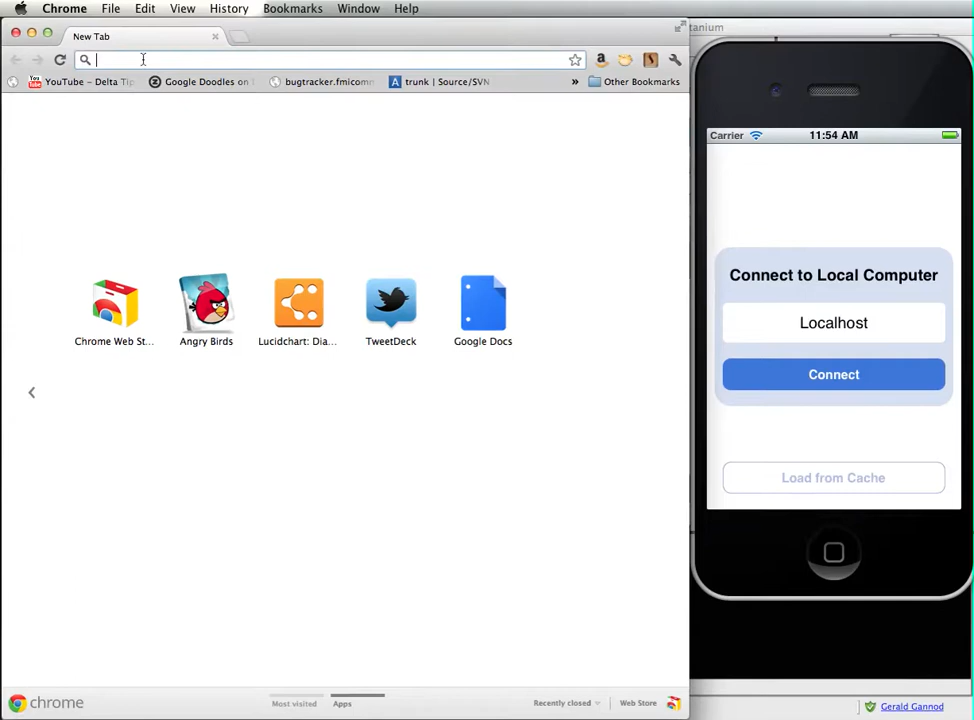 Chrome File Edit View History Bookmarks Window Help
New Tab
tanium
YouTube – Delta Tip
Google Doodles on
bugtracker.fmicomm
trunk | Source/SVN
»
Other Bookmarks
Carrier 11:54 AM
Connect to Local Computer
Localhost
Connect
Load from Cache
Chrome Web St...
Angry Birds
Lucidchart: Dia...
TweetDeck
Google Docs
chrome
Most visited
Apps
Recently closed
Web Store
Gerald Gannod